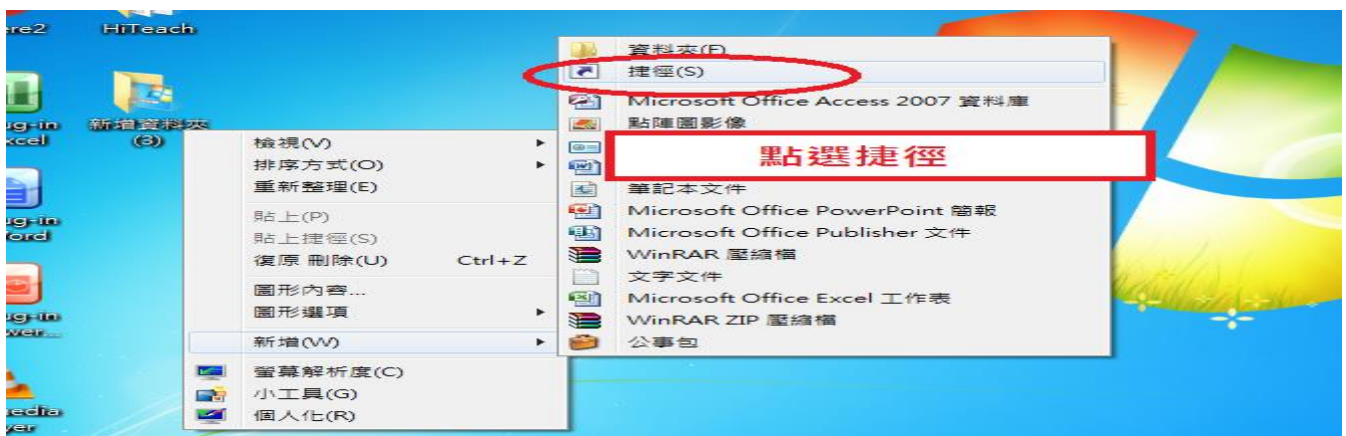 HiTeach
新增資料夾
(3)
檢視(V)
排序方式(O)
重新整理(E)
貼上(P)
貼上捷徑(S)
復原 刪除(U) Ctrl+Z
圖形內容...
圖形選項
新增(W)
螢幕解析度(C)
小工具(G)
個人化(R)
資料夾(F)
捷徑(S)
Microsoft Office Access 2007 資料庫
點陣圖影像
點選捷徑
筆記本文件
Microsoft Office PowerPoint 簡報
Microsoft Office Publisher 文件
WinRAR 壓縮檔
文字文件
Microsoft Office Excel 工作表
WinRAR ZIP 壓縮檔
公事包